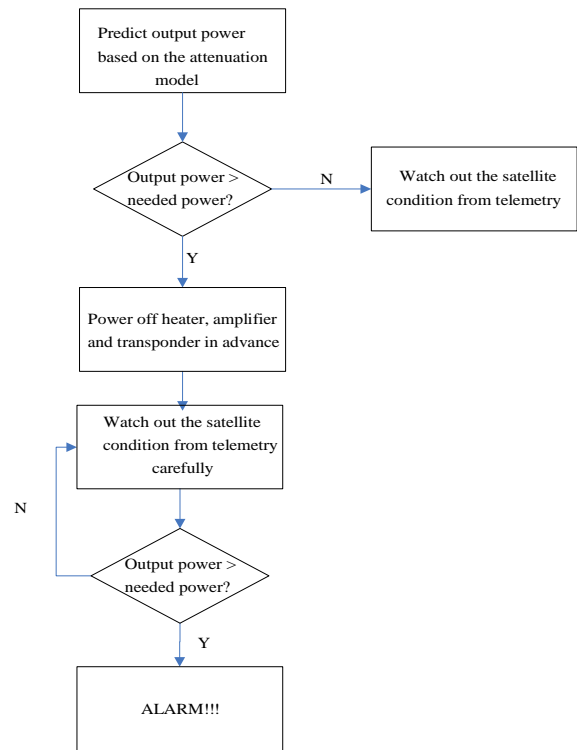 Predict output power
based on the attenuation
model
Output power >
needed power?
N
Watch out the satellite
condition from telemetry
Y
Power off heater, amplifier
and transponder in advance
Watch out the satellite
condition from telemetry
carefully
N
Output power >
needed power?
Y
ALARM!!!